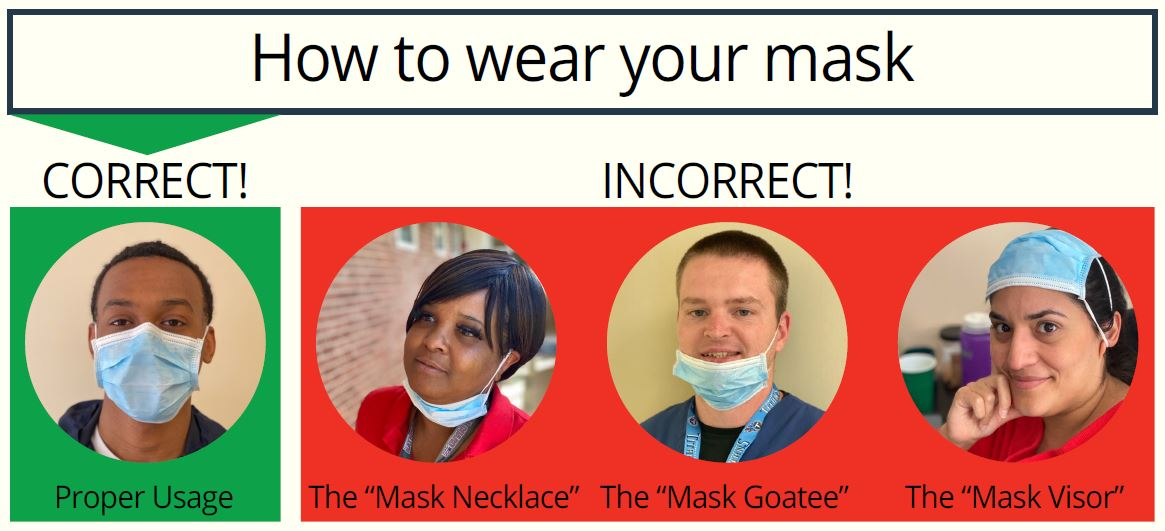 How to wear your mask
CORRECT!
INCORRECT!
Proper Usage
The “Mask Necklace”
The “Mask Goatee”
The “Mask Visor”